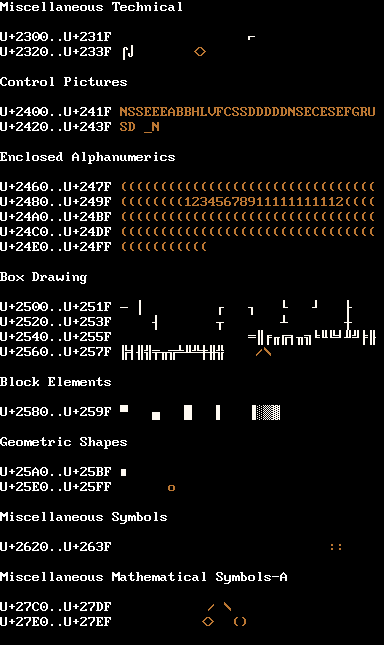 Miscellaneous Technical
U+2300..U+231F ⌐
U+2320..U+233F ⌠⌡ ◇
Control Pictures
U+2400..U+241F NSSEEEABBHLVFCSSDDDDDNSECESEFGRU
U+2420..U+243F SD _N
Enclosed Alphanumerics
U+2460..U+247F ((((((((((((((((((((((((((((((((
U+2480..U+249F ((((((((12345678911111111112((((
U+24A0..U+24BF ((((((((((((((((((((((((((((((((
U+24C0..U+24DF ((((((((((((((((((((((((((((((((
U+24E0..U+24FF (((((((((((
Box Drawing
U+2500..U+251F ─ │ ┌ ┐ └ ┘ ├
U+2520..U+253F ┤ ┬ ┴ ┼
U+2540..U+255F ═║╒╓╔╕╖╗╘╙╚╛╜╝╞╟
U+2560..U+257F ╠╡╢╣╤╥╦╧╨╩╪╫╬ ╱╲
Block Elements
U+2580..U+259F ▀ ▄ █ ▌ ▐░▒▓
Geometric Shapes
U+25A0..U+25BF ■
U+25E0..U+25FF o
Miscellaneous Symbols
U+2620..U+263F ::
Miscellaneous Mathematical Symbols-A
U+27C0..U+27DF / \
U+27E0..U+27EF ◇ ()